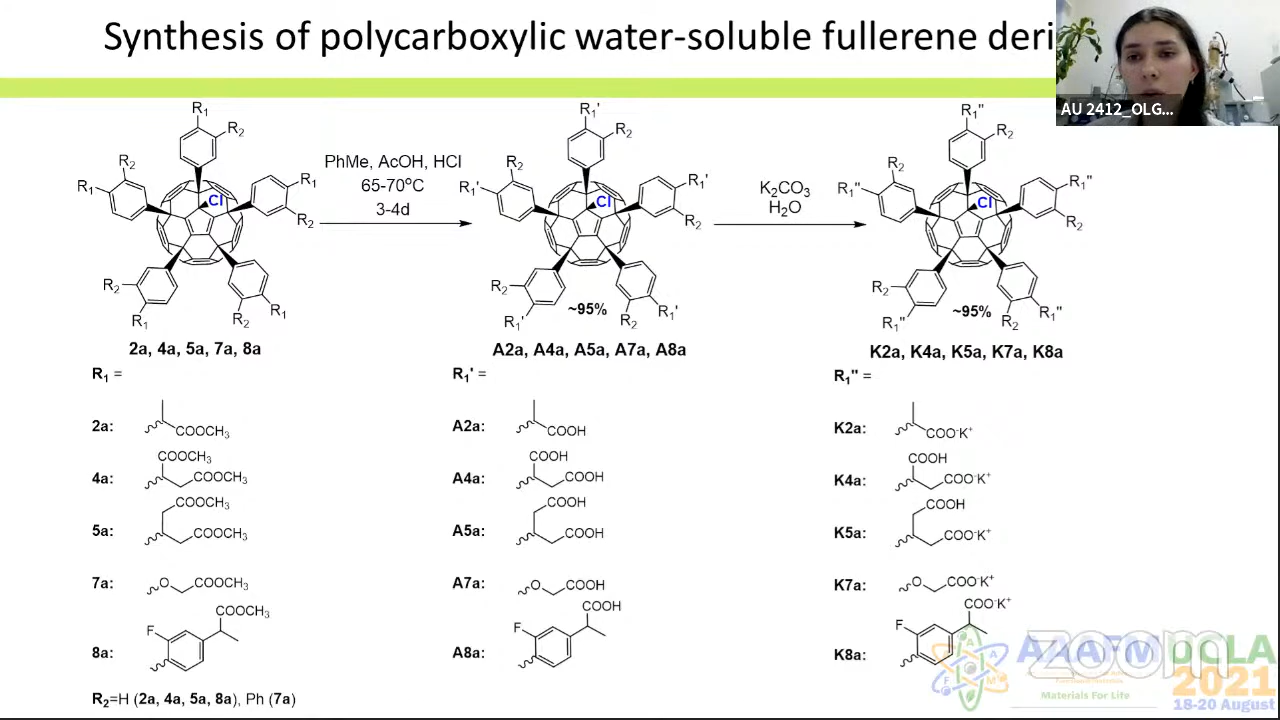 Synthesis of polycarboxylic water-soluble fullerene deri
AU 2412_OLG...
R1
R2
R2
R1
R1
R2
Cl
R2
R1
R2
R1
PhMe, AcOH, HCl
65-70°C
3-4d
R1'
R2
R2
R1'
R1'
R2
Cl
R2
R1'
R2
R1'
~95%
K2CO3
H2O
R1"
R2
R2
R1"
R1"
R2
Cl
R2
R1"
R2
R1"
~95%
2a, 4a, 5a, 7a, 8a
A2a, A4a, A5a, A7a, A8a
K2a, K4a, K5a, K7a, K8a
R1 =
R1' =
R1" =
2a:
COOCH3
A2a:
COOH
K2a:
COO-K+
4a:
COOCH3
COOCH3
A4a:
COOH
COOH
K4a:
COOH
COO-K+
5a:
COOCH3
COOCH3
A5a:
COOH
COOH
K5a:
COOH
COO-K+
7a:
O
COOCH3
A7a:
O
COOH
K7a:
O
COO-K+
8a:
F
COOCH3
A8a:
F
COOH
K8a:
F
COO-K+
R2=H (2a, 4a, 5a, 8a), Ph (7a)
zoom
DCLA
2021
Materials For Life
18-20 August